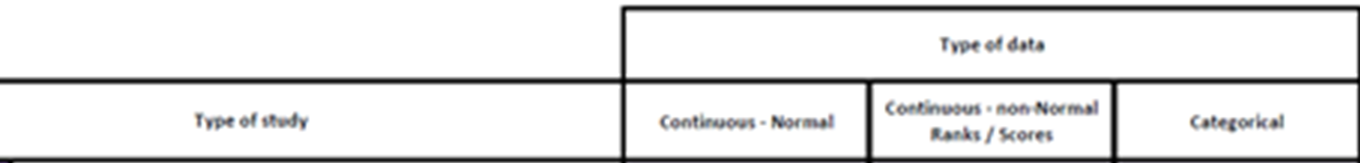 Type of data
Type of study
Continuous - Normal
Continuous - non-Normal
Ranks / Scores
Categorical